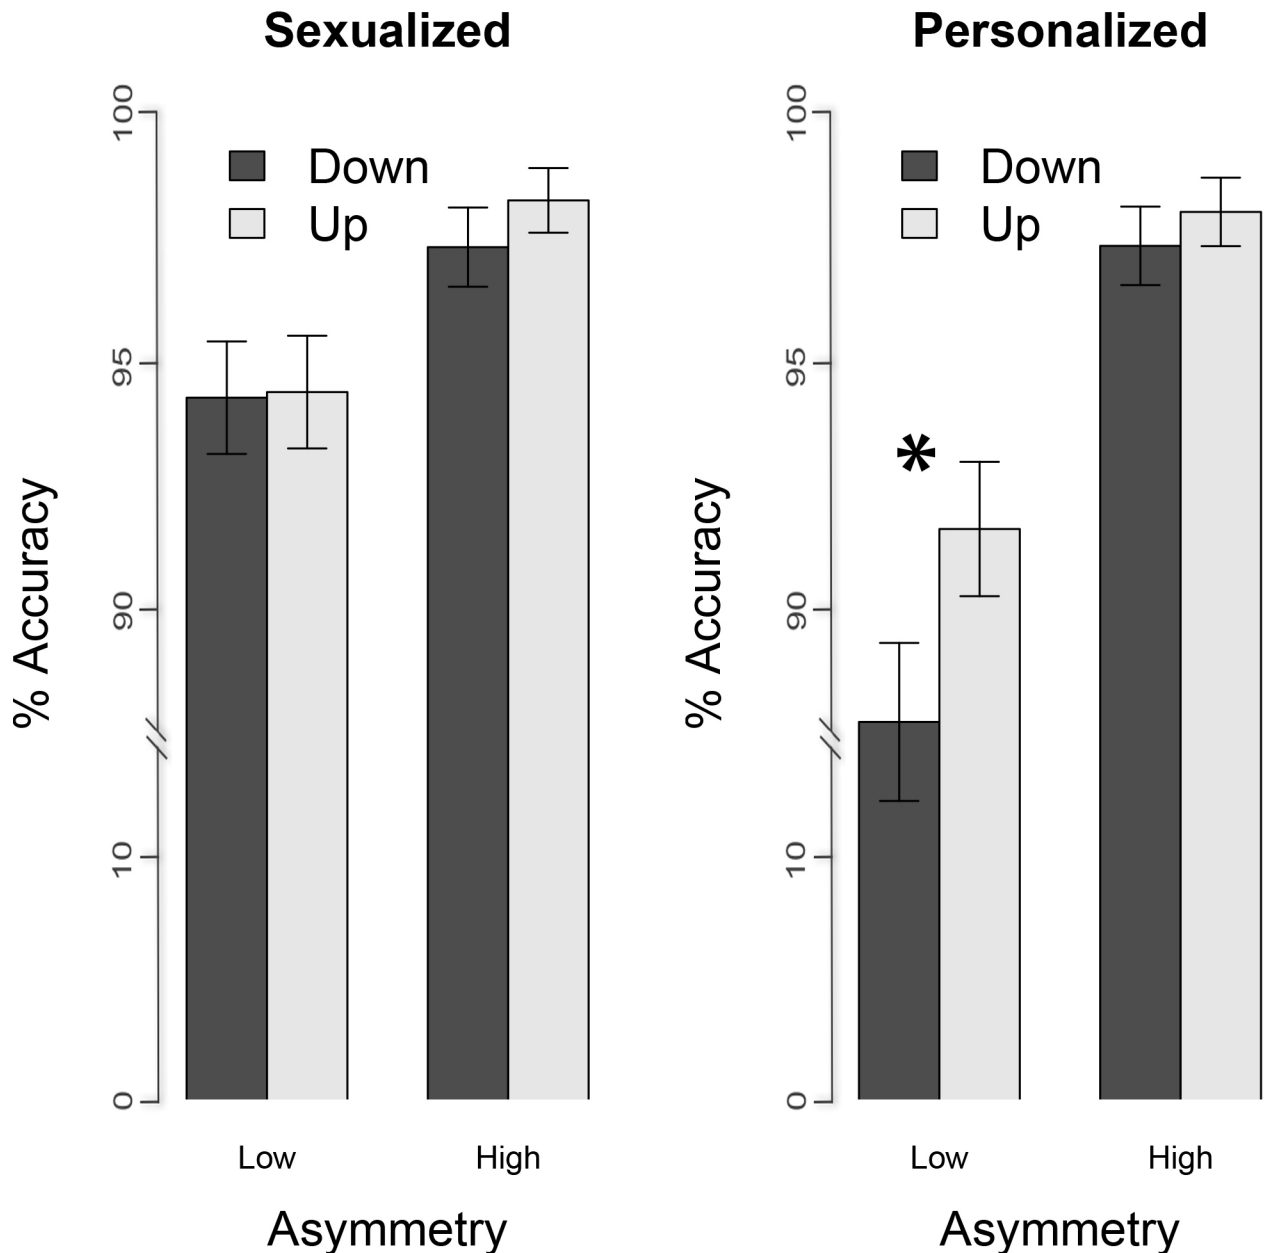 Sexualized
100
95
90
10
0
% Accuracy
Down
Up
Low
High
Asymmetry
Personalized
100
95
90
10
0
% Accuracy
Down
Up
*
Low
High
Asymmetry